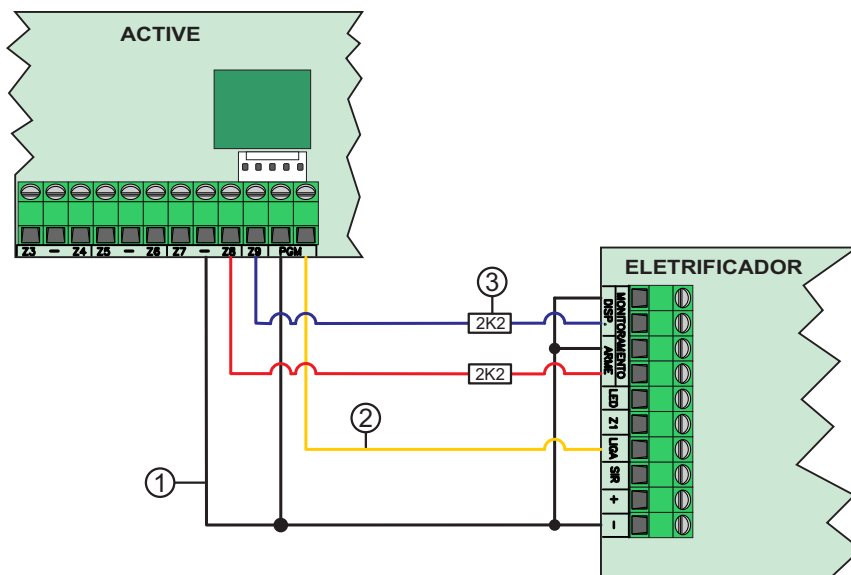 ACTIVE
Z3 - Z4 Z5 - Z6 Z7 - Z8 Z9 PGM
ELETRIFICADOR
MONITORAMENTO
DISP.
ARME
LED
Z1
LIGA
SIR
+
-
3
2K2
2K2
2
1